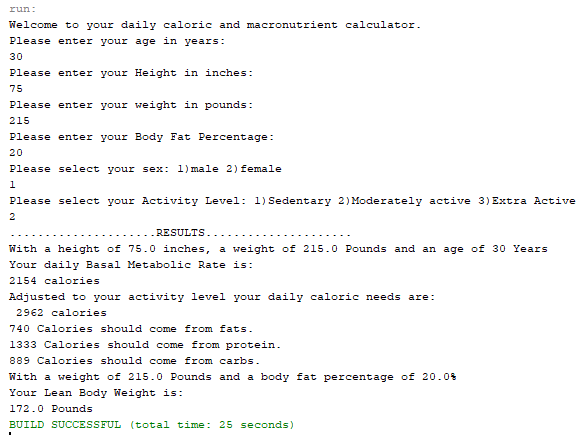 run:
Welcome to your daily caloric and macronutrient calculator.
Please enter your age in years:
30
Please enter your Height in inches:
75
Please enter your weight in pounds:
215
Please enter your Body Fat Percentage:
20
Please select your sex: 1)male 2)female
1
Please select your Activity Level: 1)Sedentary 2)Moderately active 3)Extra Active
2
.....................RESULTS.....................
With a height of 75.0 inches, a weight of 215.0 Pounds and an age of 30 Years
Your daily Basal Metabolic Rate is:
2154 calories
Adjusted to your activity level your daily caloric needs are:
 2962 calories
740 Calories should come from fats.
1333 Calories should come from protein.
889 Calories should come from carbs.
With a weight of 215.0 Pounds and a body fat percentage of 20.0%
Your Lean Body Weight is:
172.0 Pounds
BUILD SUCCESSFUL (total time: 25 seconds)